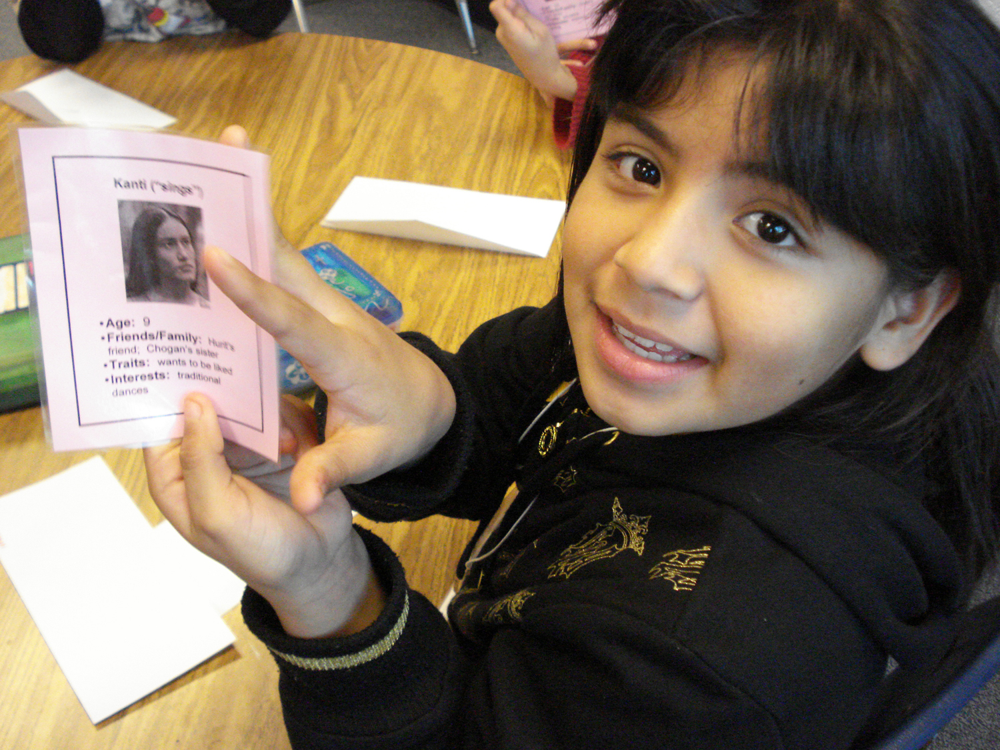 Kanti ("sings")
•Age: 9
•Friends/Family: Hurit's
friend; Chogan's sister
•Traits: wants to be liked
•Interests: traditional
dances